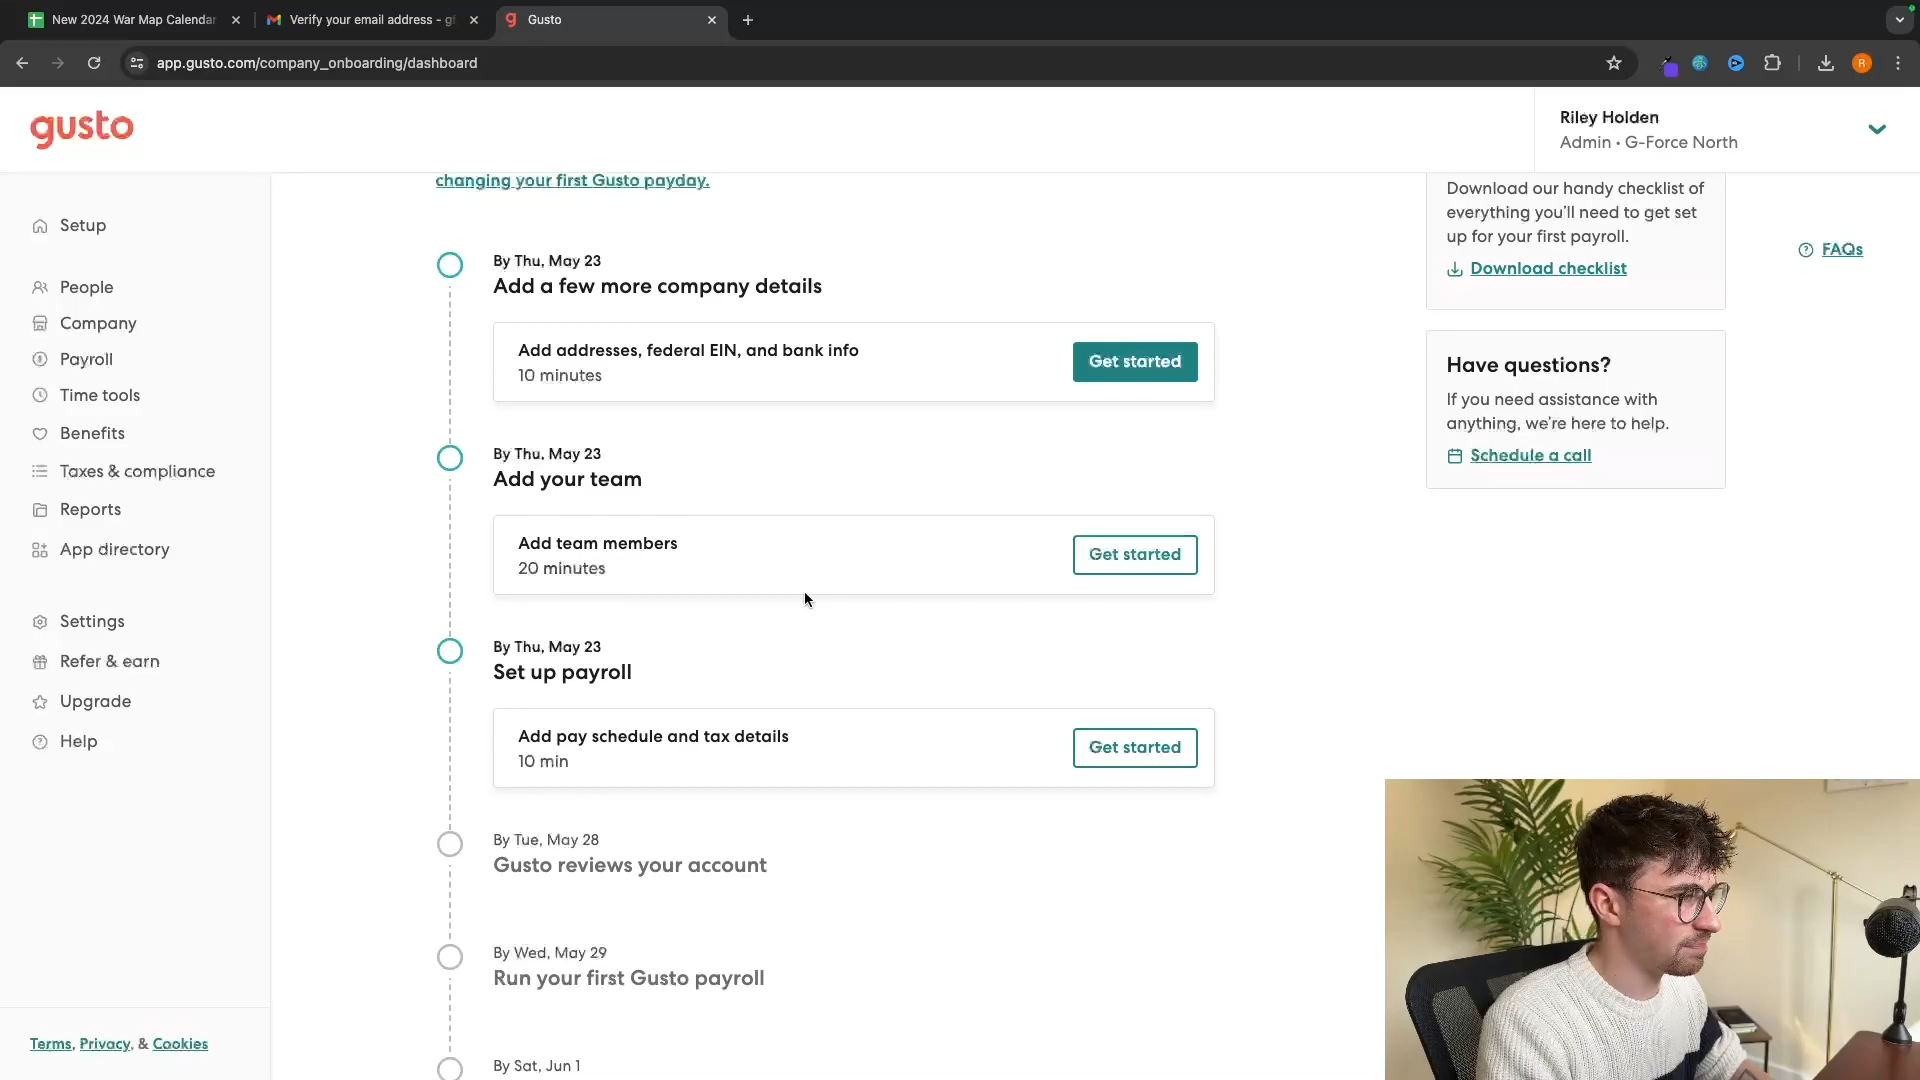 New 2024 War Map Calendar
Verify your email address - gf
Gusto
app.gusto.com/company_onboarding/dashboard
R
gusto
Riley Holden
Admin • G-Force North
Setup
People
Company
Payroll
Time tools
Benefits
Taxes & compliance
Reports
App directory
Settings
Refer & earn
Upgrade
Help
Terms, Privacy, & Cookies
changing your first Gusto payday.
By Thu, May 23
Add a few more company details
Add addresses, federal EIN, and bank info
10 minutes
Get started
By Thu, May 23
Add your team
Add team members
20 minutes
Get started
By Thu, May 23
Set up payroll
Add pay schedule and tax details
10 min
Get started
By Tue, May 28
Gusto reviews your account
By Wed, May 29
Run your first Gusto payroll
By Sat, Jun 1
Download our handy checklist of
everything you’ll need to get set
up for your first payroll.
Download checklist
Have questions?
If you need assistance with
anything, we’re here to help.
Schedule a call
FAQs